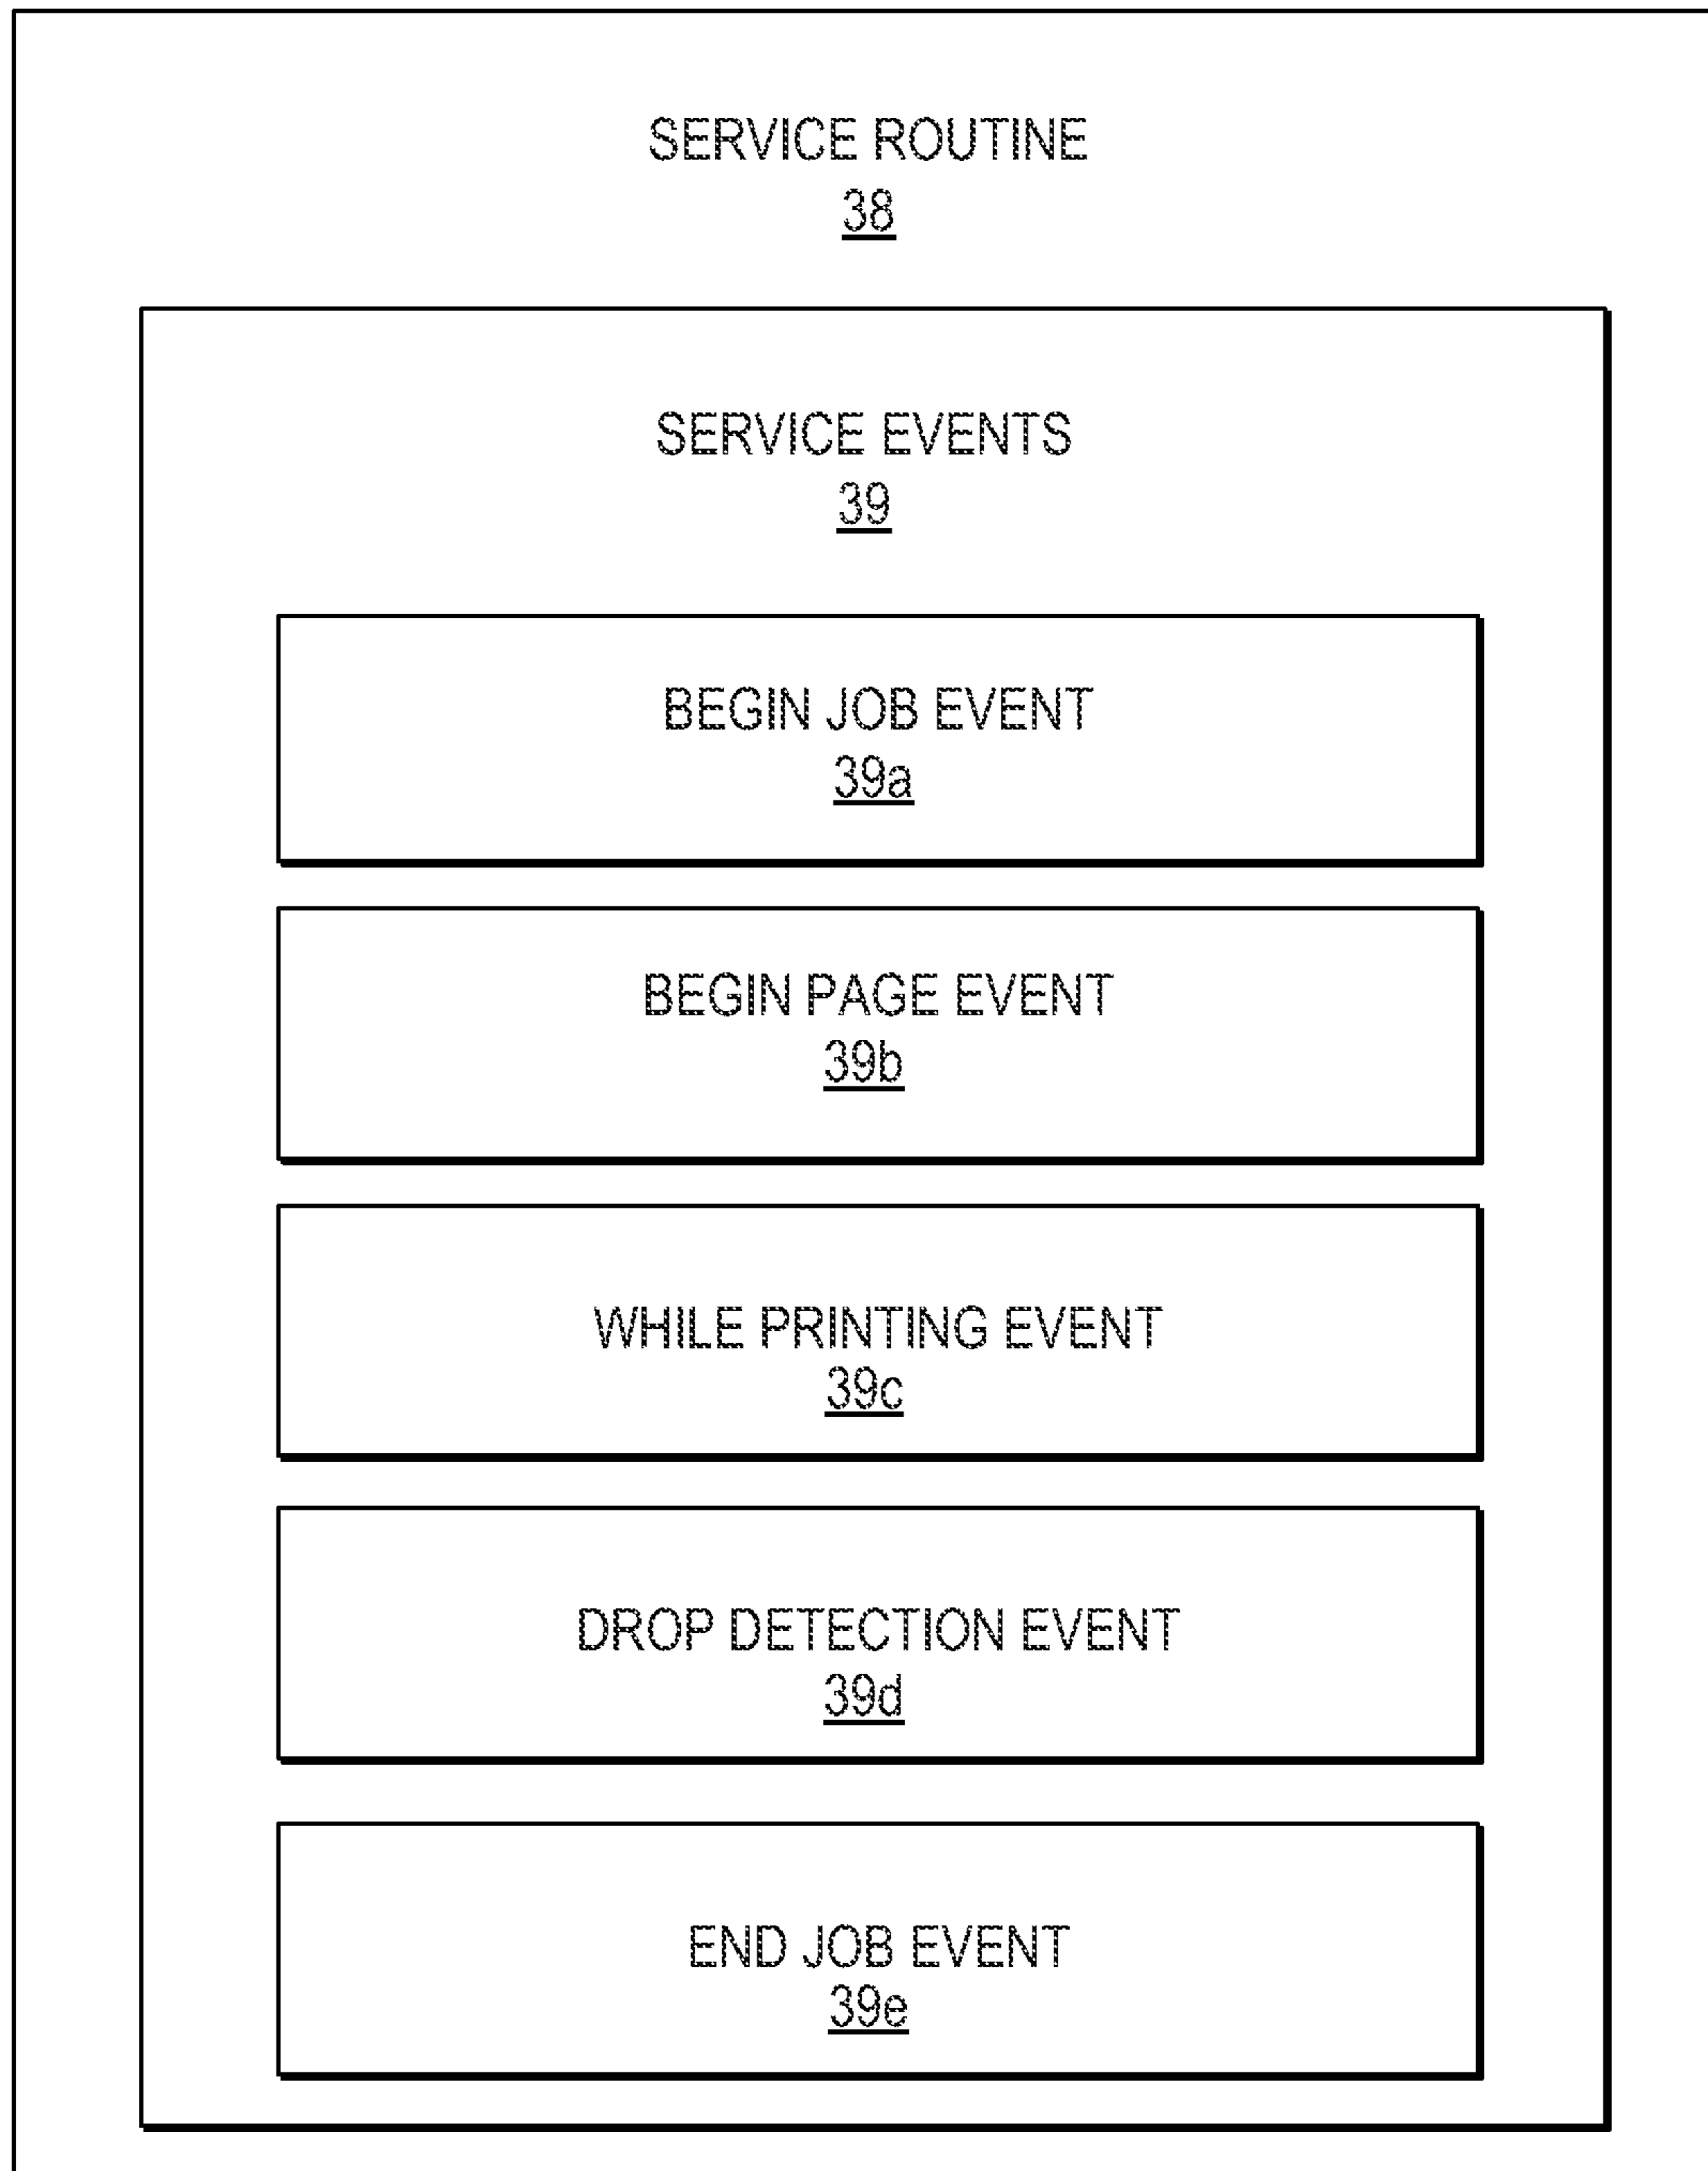 SERVICE ROUTINE
38
SERVICE EVENTS
39
BEGIN JOB EVENT
39a
BEGIN PAGE EVENT
39b
WHILE PRINTING EVENT
39c
DROP DETECTION EVENT
39d
END JOB EVENT
39e